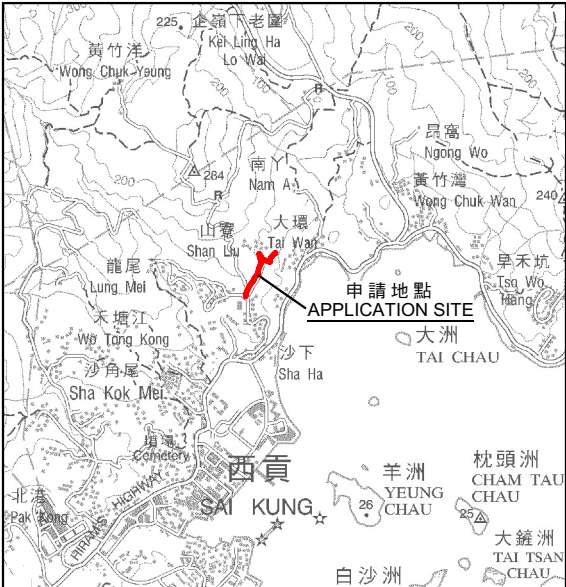 225
企嶺下老圍
Kei Ling Ha
Lo Wai
黃竹洋
Wong Chuk Yeung
R
昂窩
Ngong Wo
200
284
南丫
Nam A
R
黃竹灣
Wong Chuk Wan
240
山寮
Shan Liu
大環
Tai Wan
龍尾
Lung Mei
早禾坑
Tso Wo
Hang
申請地點
APPLICATION SITE
禾塘江
Wo Tong Kong
大洲
TAI CHAU
沙下
Sha Ha
沙角尾
Sha Kok Mei
墳場
Cemetery
西貢
SAI KUNG
羊洲
YEUNG
CHAU
26
枕頭洲
CHAM TAU
CHAU
25
北港
Pak Kong
HIRAM'S HIGHWAY
大鏟洲
TAI TSAN
CHAU
白沙洲